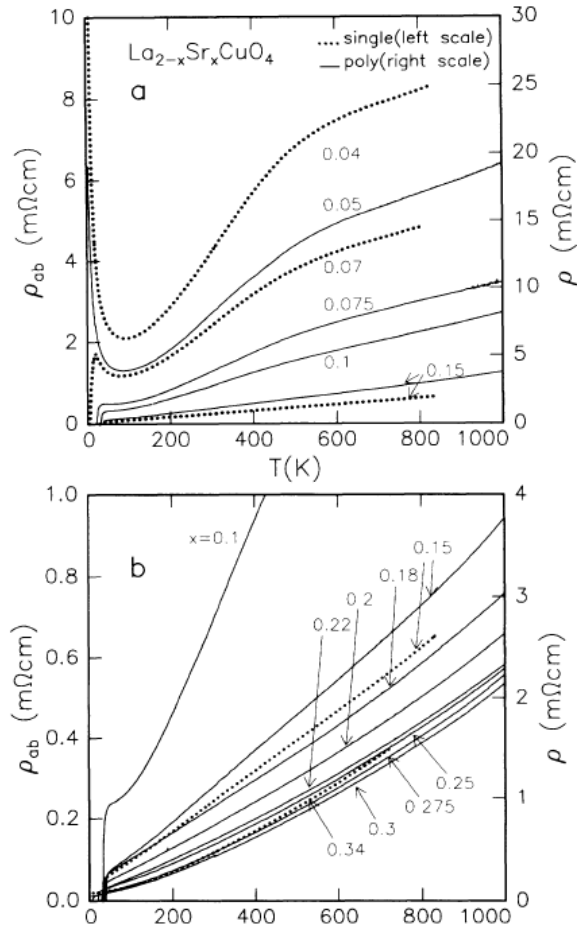 La2−xSrxCuO4
single(left scale)
poly(right scale)
a
10
8
6
4
2
0
ρab (mΩcm)
30
25
20
15
10
5
0
ρ (mΩcm)
0.04
0.05
0.07
0.075
0.1
0.15
0 200 400 600 800 1000
T(K)
b
1.0
0.8
0.6
0.4
0.2
0.0
ρab (mΩcm)
4
3
2
1
0
ρ (mΩcm)
x=0.1
0.15
0.18
0.2
0.22
0.25
0.275
0.3
0.34
0 200 400 600 800 1000